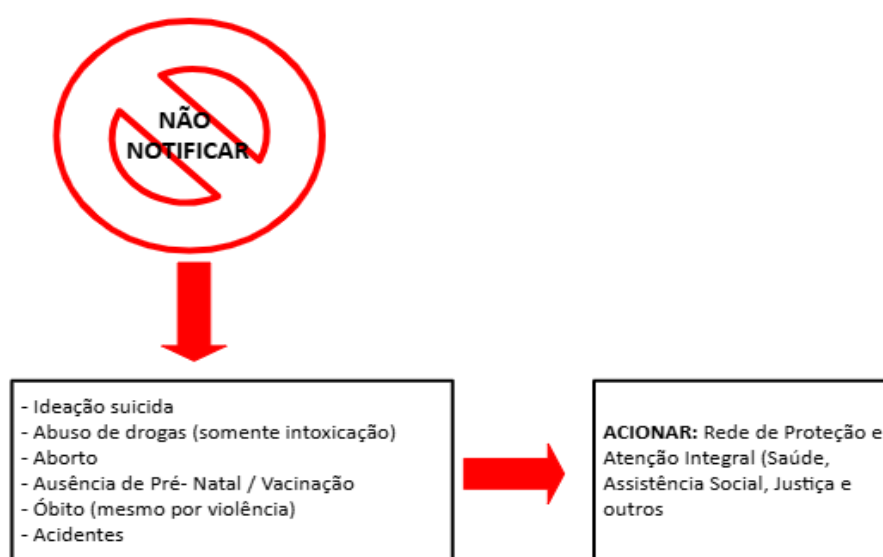 NÃO
NOTIFICAR
- Ideação suicida
- Abuso de drogas (somente intoxicação)
- Aborto
- Ausência de Pré- Natal / Vacinação
- Óbito (mesmo por violência)
- Acidentes
ACIONAR: Rede de Proteção e
Atenção Integral (Saúde,
Assistência Social, Justiça e
outros